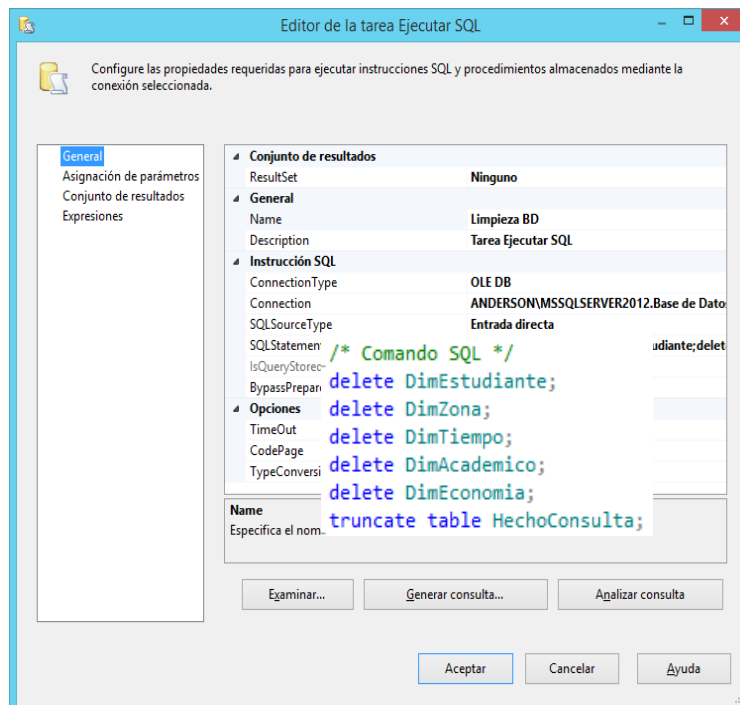 Editor de la tarea Ejecutar SQL
Configure las propiedades requeridas para ejecutar instrucciones SQL y procedimientos almacenados mediante la
conexión seleccionada.
General
Asignación de parámetros
Conjunto de resultados
Expresiones
Conjunto de resultados
ResultSet Ninguno
General
Name Limpieza BD
Description Tarea Ejecutar SQL
Instrucción SQL
ConnectionType OLE DB
Connection ANDERSON\MSSQLSERVER2012.Base de Dato
SQLSourceType Entrada directa
SQLStatemen udiante;delet
IsQueryStore
BypassPrepar
Opciones
TimeOut
CodePage
TypeConversi
/* Comando SQL */
delete DimEstudiante;
delete DimZona;
delete DimTiempo;
delete DimAcademico;
delete DimEconomia;
truncate table HechoConsulta;
Name
Especifica el nom
Examinar... Generar consulta... Analizar consulta
Aceptar Cancelar Ayuda